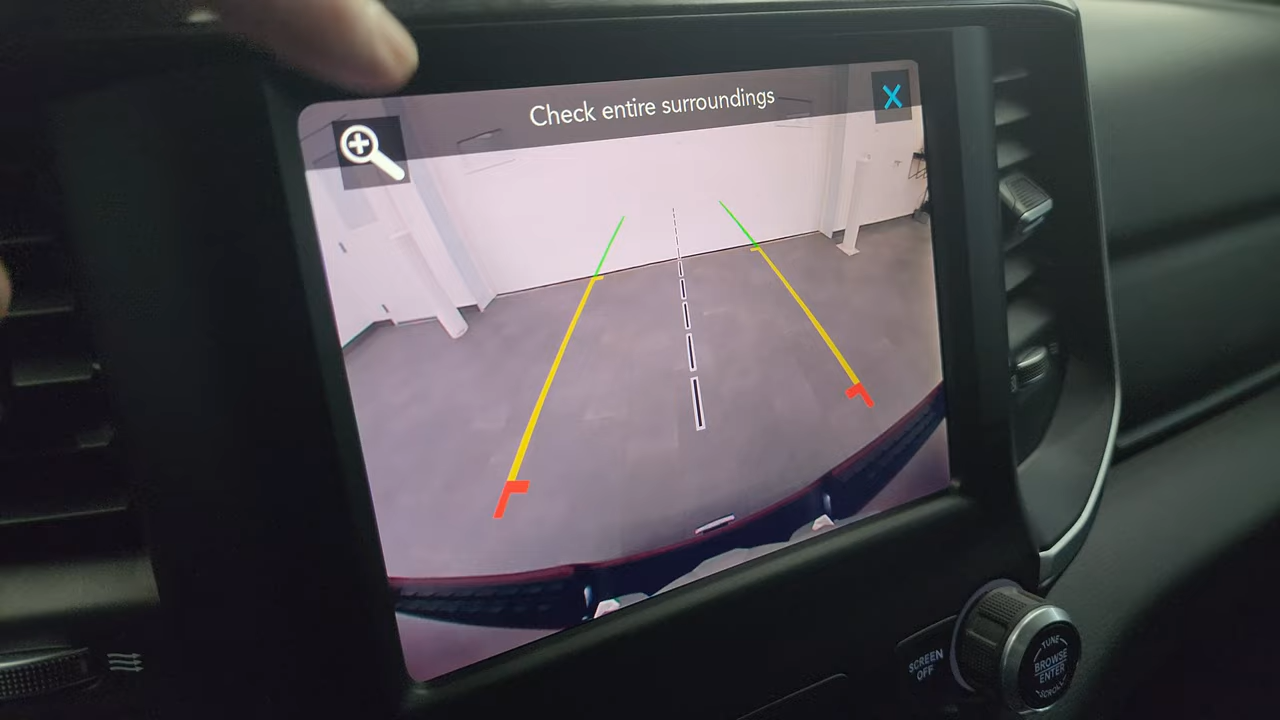 Check entire surroundings
X
SCREEN
OFF
TUNE
BROWSE
ENTER
SCROLL